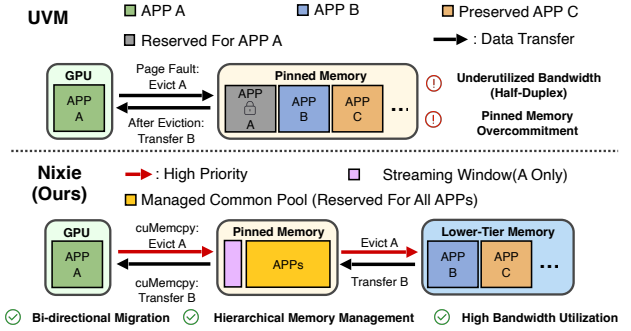 UVM
APP A
APP B
Preserved APP C
Reserved For APP A
: Data Transfer
GPU
APP
A
Page Fault:
Evict A
After Eviction:
Transfer B
Pinned Memory
APP
A
APP
B
APP
C
...
Underutilized Bandwidth
(Half-Duplex)
Pinned Memory
Overcommitment
Nixie
(Ours)
: High Priority
Streaming Window(A Only)
Managed Common Pool (Reserved For All APPs)
GPU
APP
A
cuMemcpy:
Evict A
cuMemcpy:
Transfer B
Pinned Memory
APPs
Evict A
Transfer B
Lower-Tier Memory
APP
B
APP
C
...
Bi-directional Migration
Hierarchical Memory Management
High Bandwidth Utilization